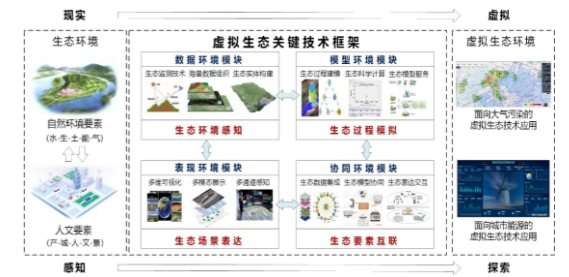 现实
虚拟
生态环境
自然环境要素
(水-生-土-能-气)
人文要素
(产-城-人-文-景)
虚拟生态关键技术框架
数据环境模块
生态监测技术 海量数据组织 生态实体构建
生态环境感知
模型环境模块
生态过程建模 生态科学计算 生态模型服务
生态过程模拟
表现环境模块
多维可视化 多模态展示 多通道感知
生态场景表达
协同环境模块
生态数据集成 生态模型协同 生态表达交互
生态要素互联
虚拟生态环境
面向大气污染的
虚拟生态技术应用
面向城市能源的
虚拟生态技术应用
感知
探索